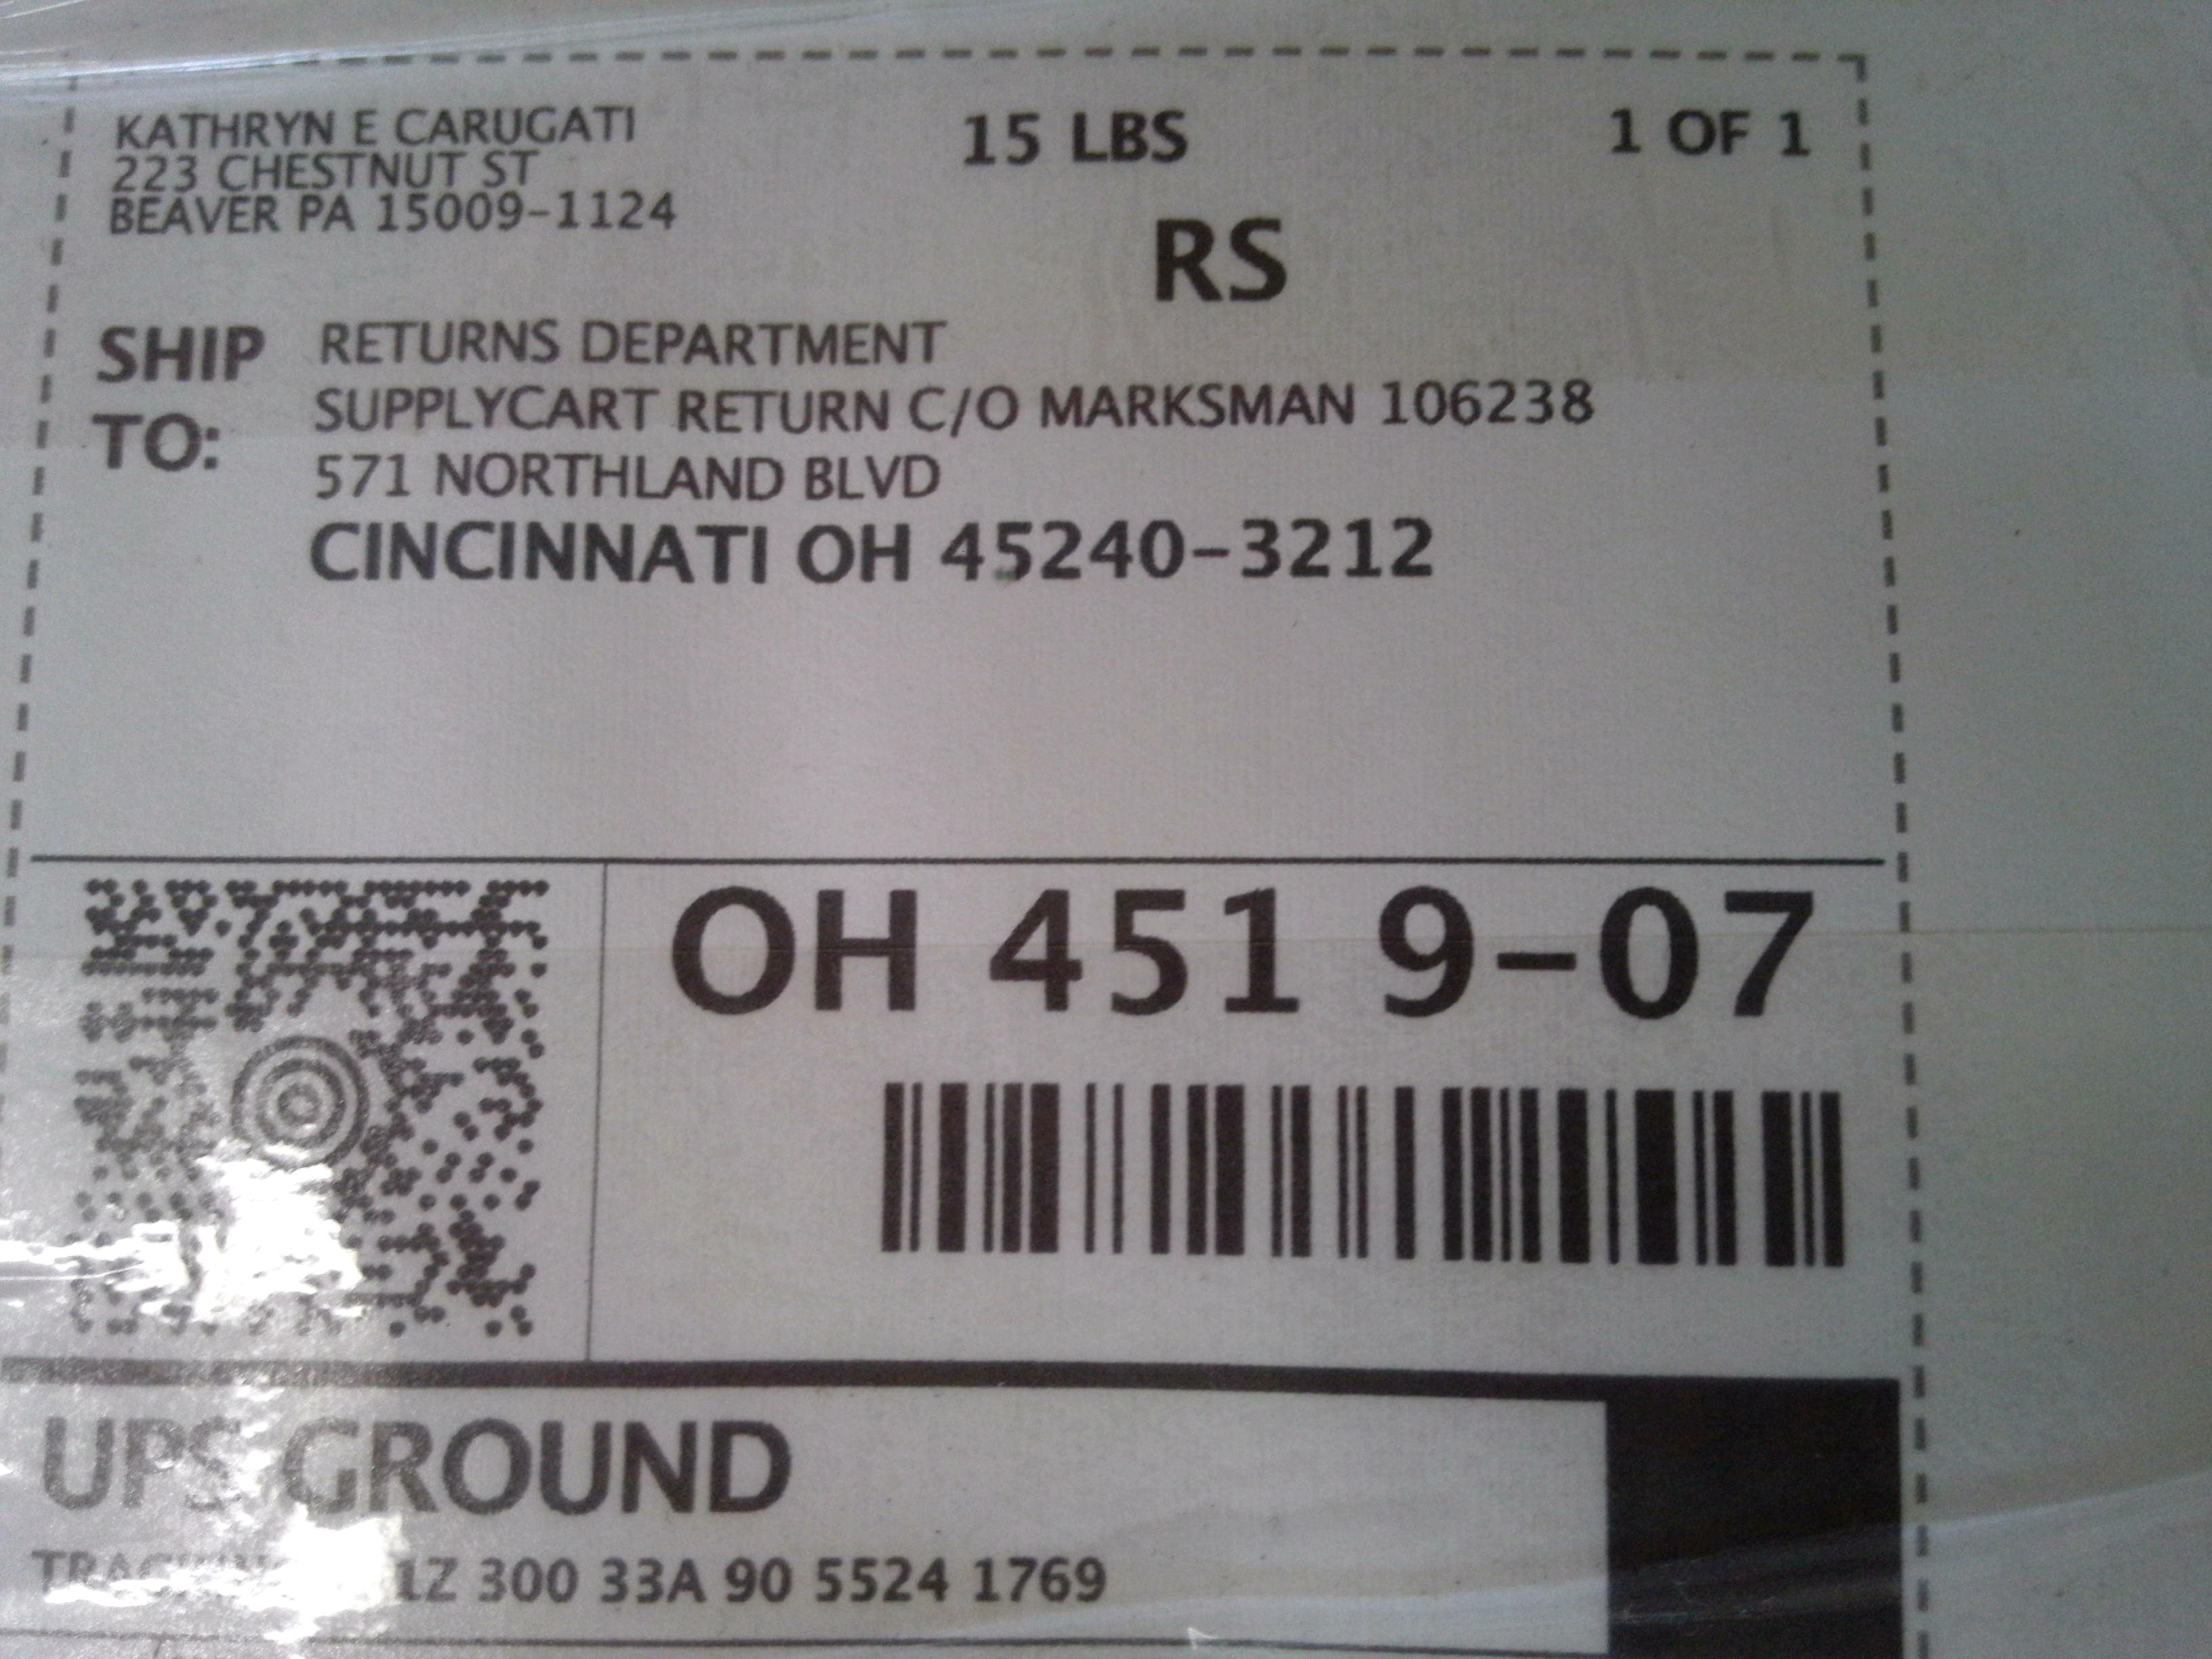 KATHRYN E CARUGATI
223 CHESTNUT ST
BEAVER PA 15009-1124
15 LBS
1 OF 1
RS
SHIP TO:
RETURNS DEPARTMENT
SUPPLYCART RETURN C/O MARKSMAN 106238
571 NORTHLAND BLVD
CINCINNATI OH 45240-3212
OH 451 9-07
UPS GROUND
1Z 300 33A 90 5524 1769